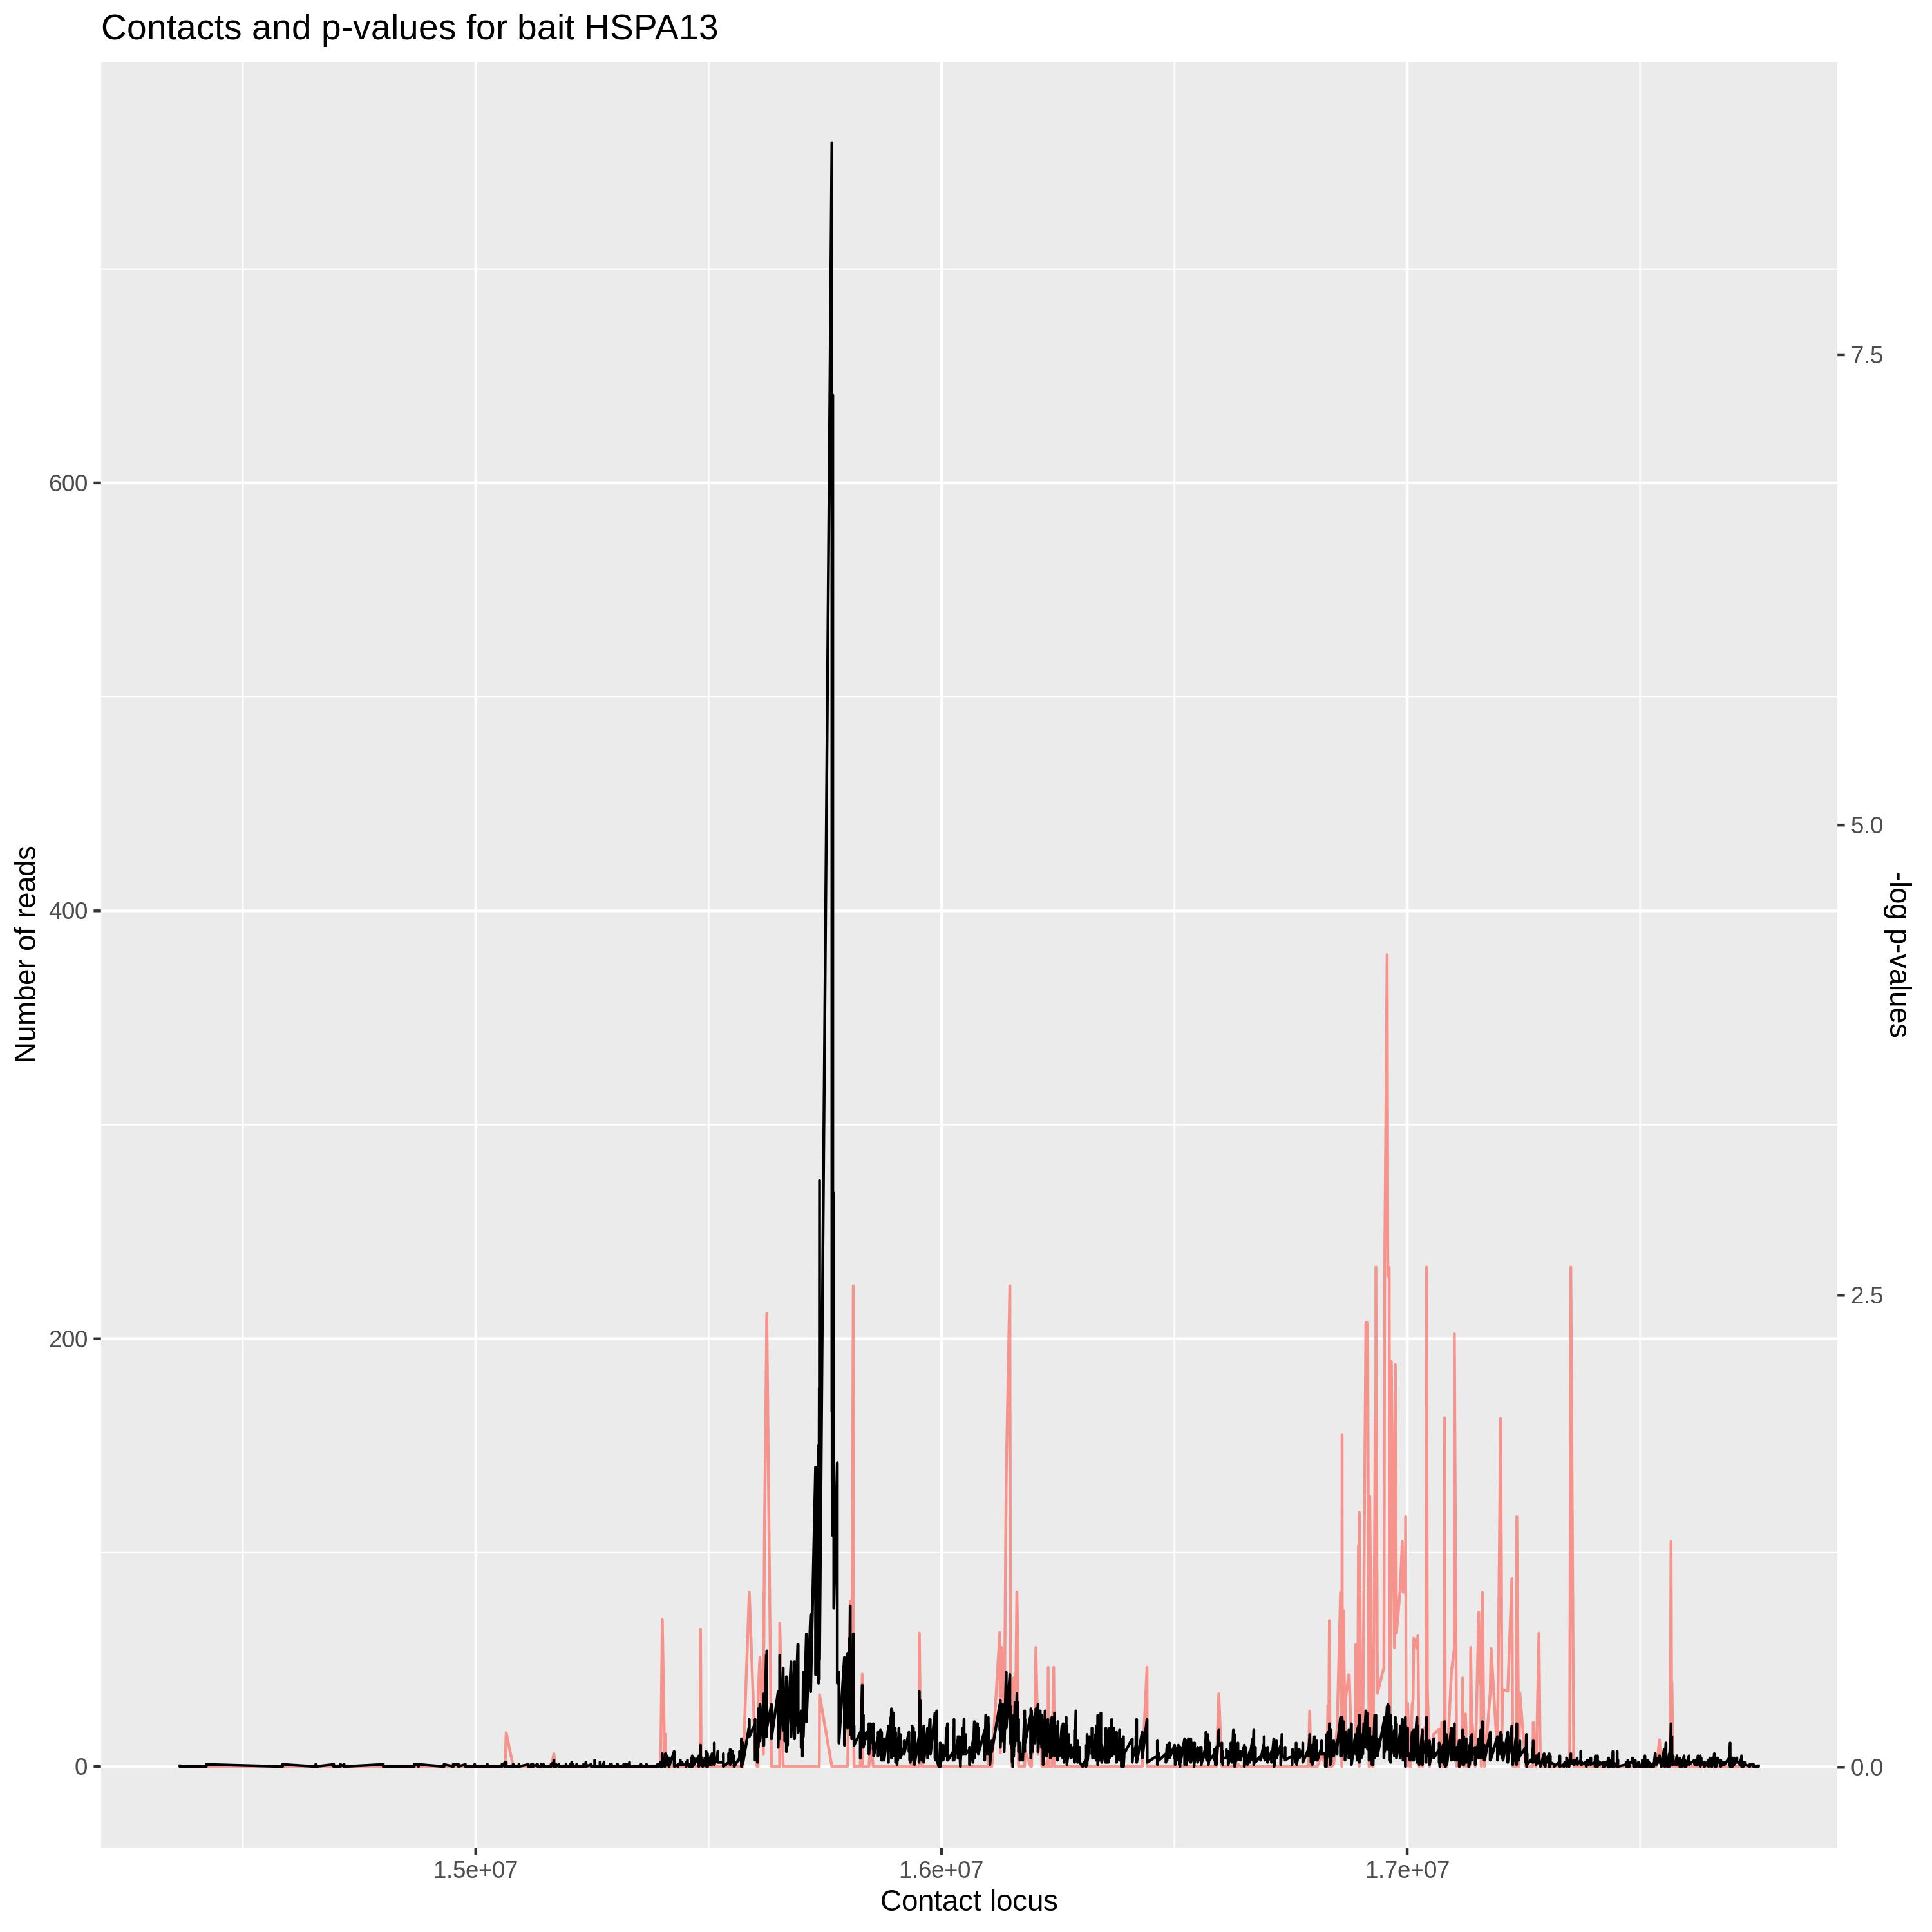 Contacts and p-values for bait HSPA13
Number of reads
600
400
200
0
7.5
5.0
2.5
0.0
-log p-values
1.5e+07
1.6e+07
1.7e+07
Contact locus